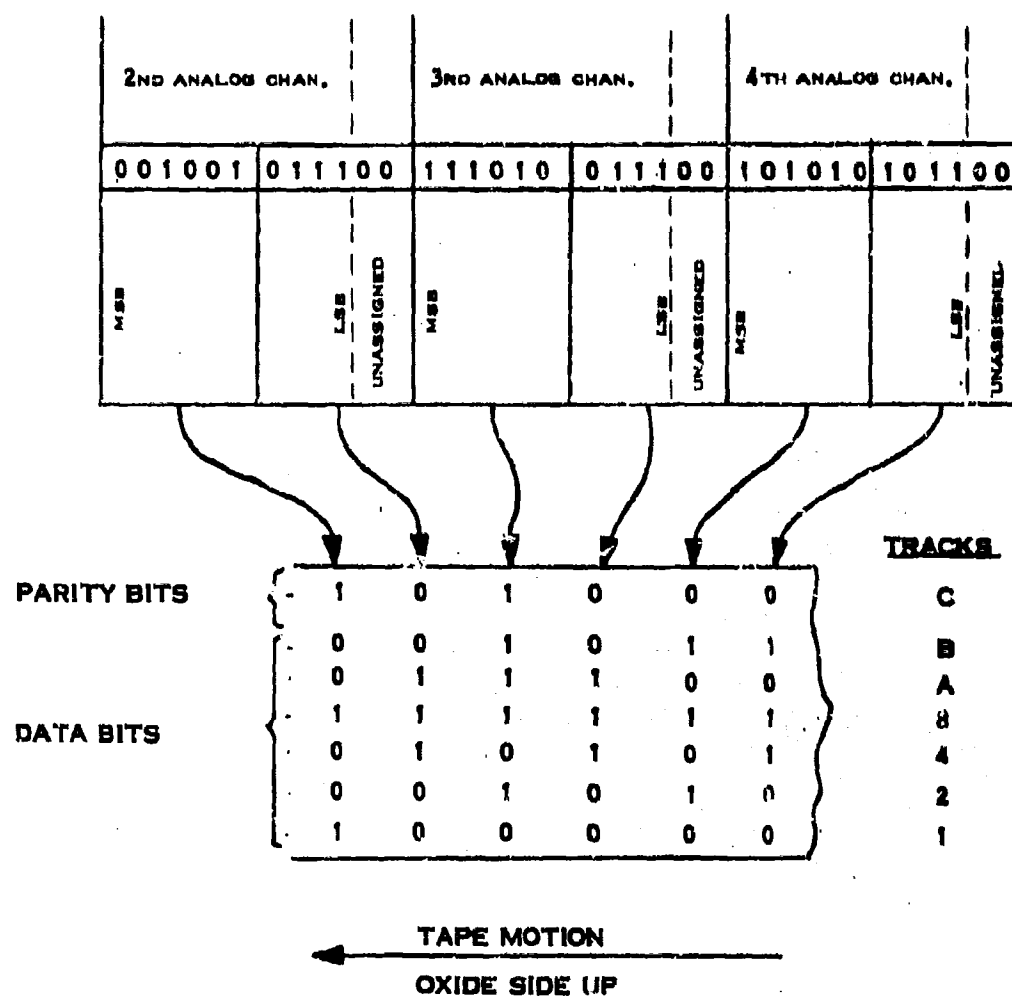 2ND ANALOG CHAN. 3RD ANALOG CHAN. 4TH ANALOG CHAN.
001001 011100 111010 011100 101010 101100
MSB LSB UNASSIGNED MSB LSB UNASSIGNED MSB LSB UNASSIGNEL
TRACKS
PARITY BITS 1 0 1 0 0 0 C
0 0 1 0 1 1 B
0 1 1 1 0 0 A
DATA BITS 1 1 1 1 1 1 8
0 1 0 1 0 1 4
0 0 1 0 1 0 2
1 0 0 0 0 0 1
TAPE MOTION
OXIDE SIDE UP